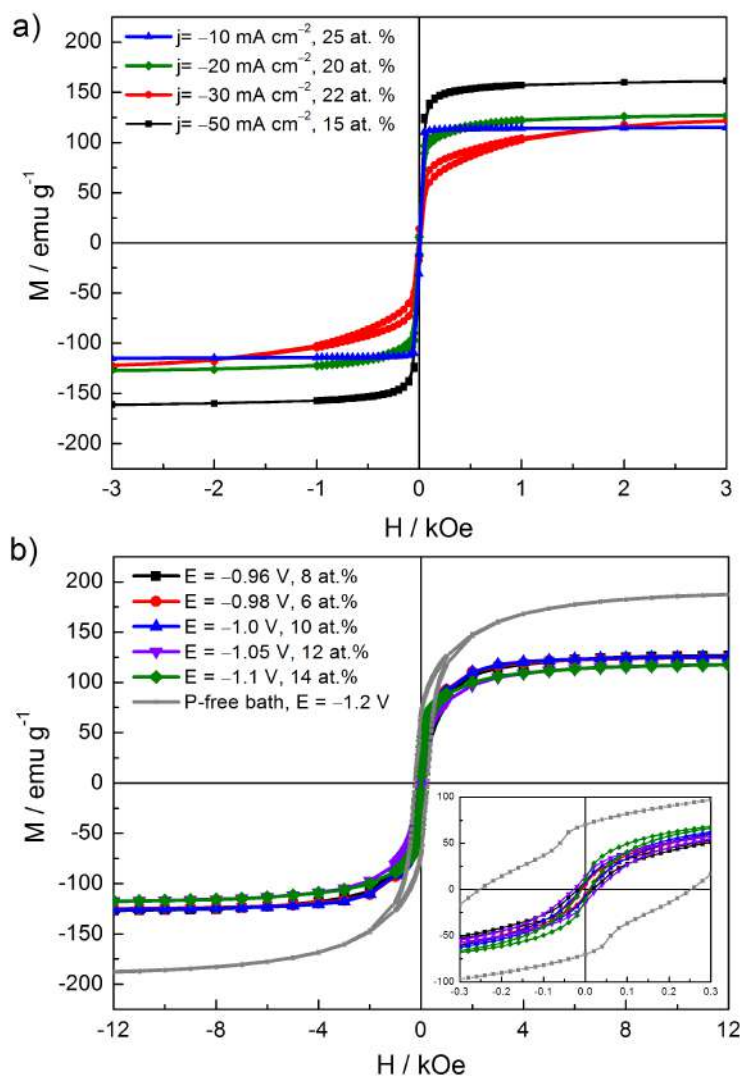 a)
j= −10 mA cm⁻², 25 at. %
j= −20 mA cm⁻², 20 at. %
j= −30 mA cm⁻², 22 at. %
j= −50 mA cm⁻², 15 at. %
M / emu g⁻¹
200
150
100
50
0
-50
-100
-150
-200
-3 -2 -1 0 1 2 3
H / kOe
b)
E = −0.96 V, 8 at.%
E = −0.98 V, 6 at.%
E = −1.0 V, 10 at.%
E = −1.05 V, 12 at.%
E = −1.1 V, 14 at.%
P-free bath, E = −1.2 V
M / emu g⁻¹
200
150
100
50
0
-50
-100
-150
-200
100
50
0
-50
-100
-0.3 -0.2 -0.1 0.0 0.1 0.2 0.3
-12 -8 -4 0 4 8 12
H / kOe